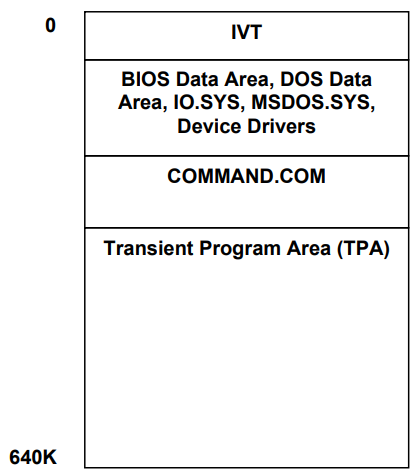 0
IVT
BIOS Data Area, DOS Data
Area, IO.SYS, MSDOS.SYS,
Device Drivers
COMMAND.COM
Transient Program Area (TPA)
640K